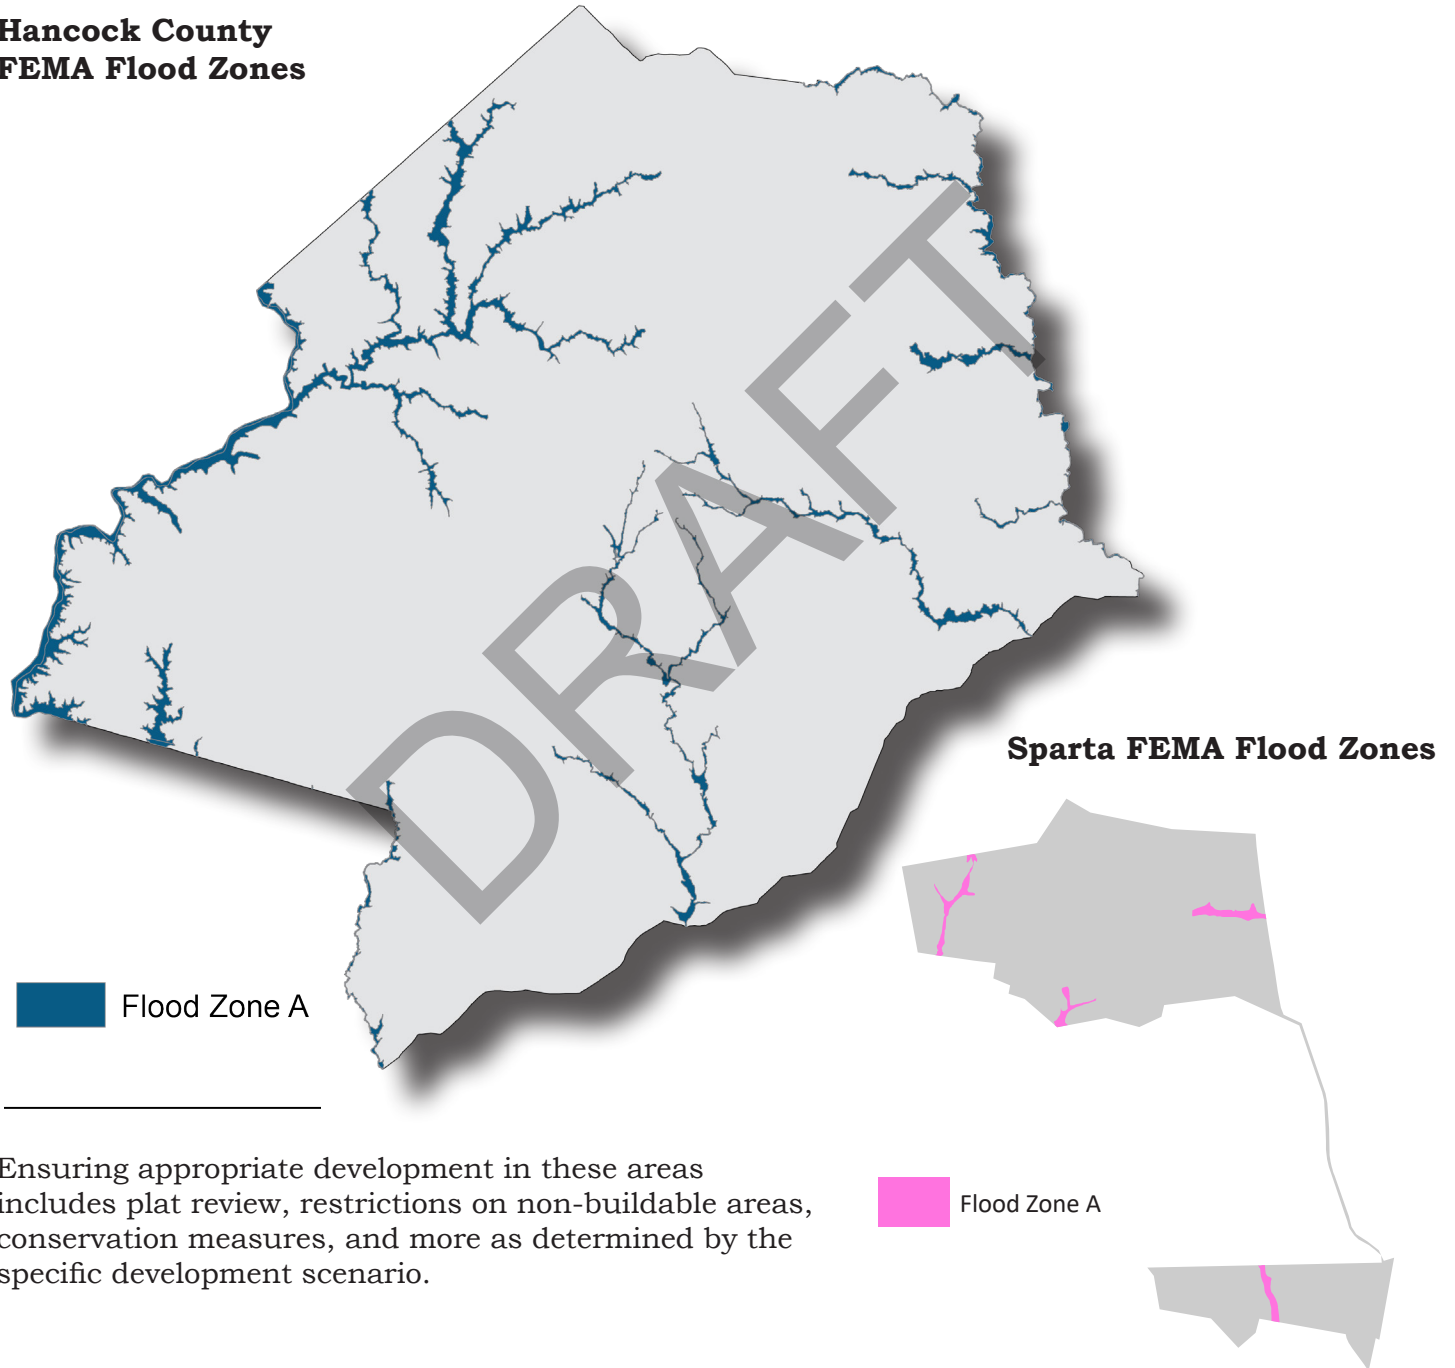 Hancock County
FEMA Flood Zones
DRAFT
Sparta FEMA Flood Zones
Flood Zone A
Ensuring appropriate development in these areas
includes plat review, restrictions on non-buildable areas,
conservation measures, and more as determined by the
specific development scenario.
Flood Zone A